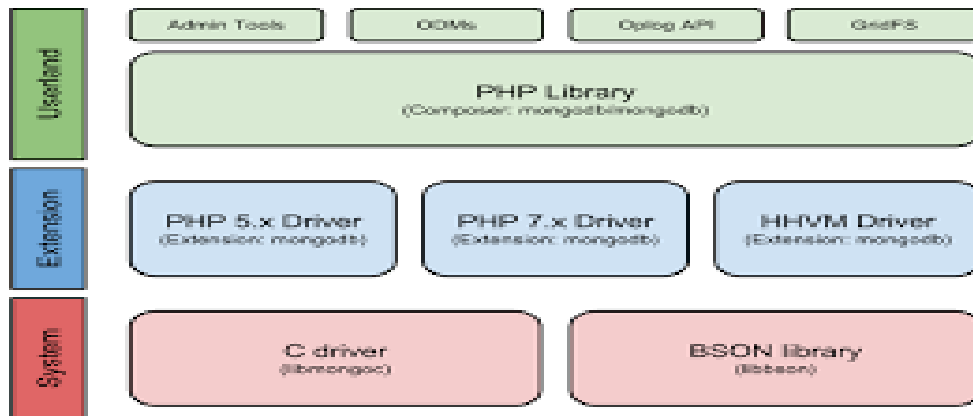 Userland
Admin Tools
ODMs
Oplog API
GridFS
PHP Library
(Composer: mongodb/mongodb)
Extension
PHP 5.x Driver
(Extension: mongodb)
PHP 7.x Driver
(Extension: mongodb)
HHVM Driver
(Extension: mongodb)
System
C driver
(libmongoc)
BSON library
(libbson)